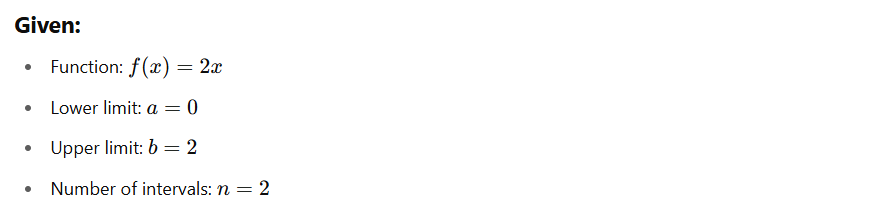 Given:
• Function: f(x) = 2x
• Lower limit: a = 0
• Upper limit: b = 2
• Number of intervals: n = 2